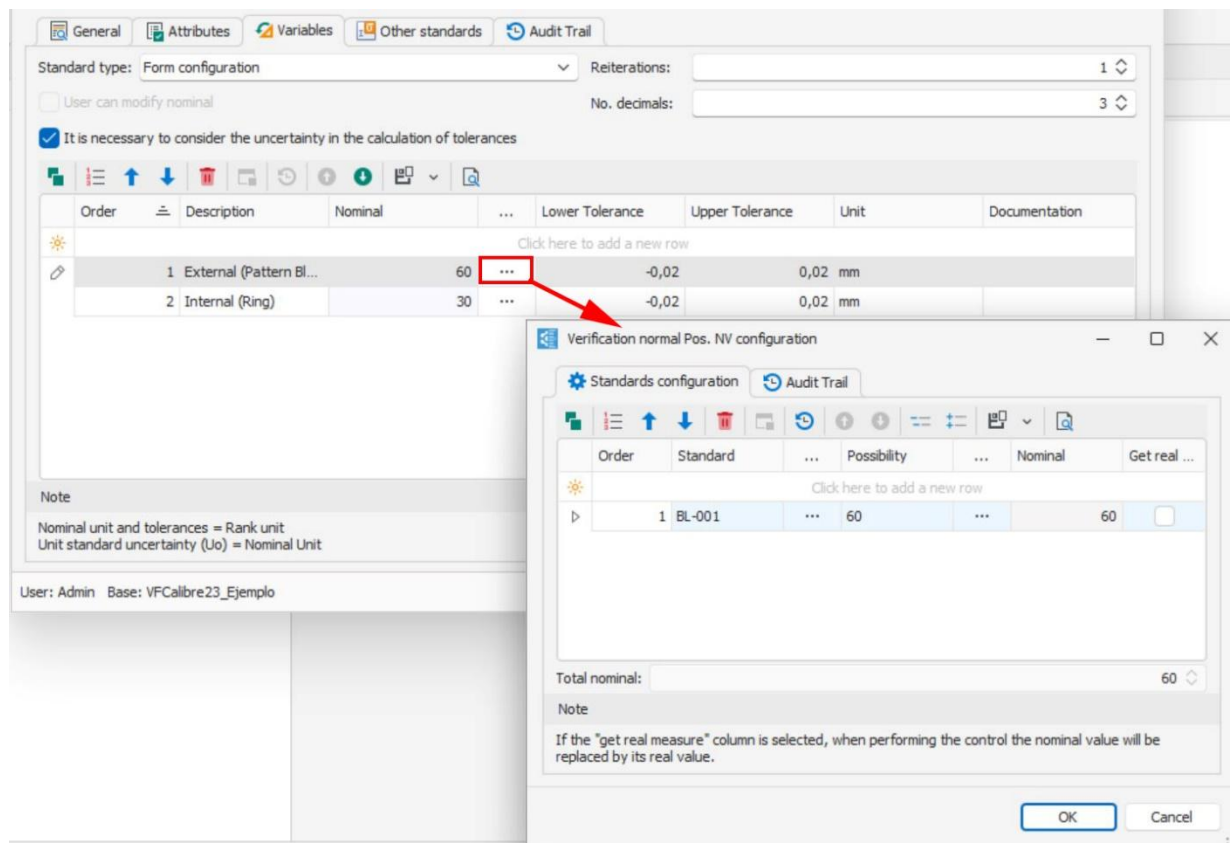 General Attributes Variables Other standards Audit Trail
Standard type: Form configuration Reiterations: 1
User can modify nominal No. decimals: 3
It is necessary to consider the uncertainty in the calculation of tolerances
Order Description Nominal ... Lower Tolerance Upper Tolerance Unit Documentation
Click here to add a new row
1 External (Pattern Bl... 60 ... -0,02 0,02 mm
2 Internal (Ring) 30 ... -0,02 0,02 mm
Note
Nominal unit and tolerances = Rank unit
Unit standard uncertainty (Uo) = Nominal Unit
User: Admin Base: VFCalibre23_Ejemplo
Verification normal Pos. NV configuration
Standards configuration Audit Trail
Order Standard ... Possibility ... Nominal Get real ...
Click here to add a new row
1 BL-001 ... 60 ... 60
Total nominal: 60
Note
If the "get real measure" column is selected, when performing the control the nominal value will be
replaced by its real value.
OK Cancel